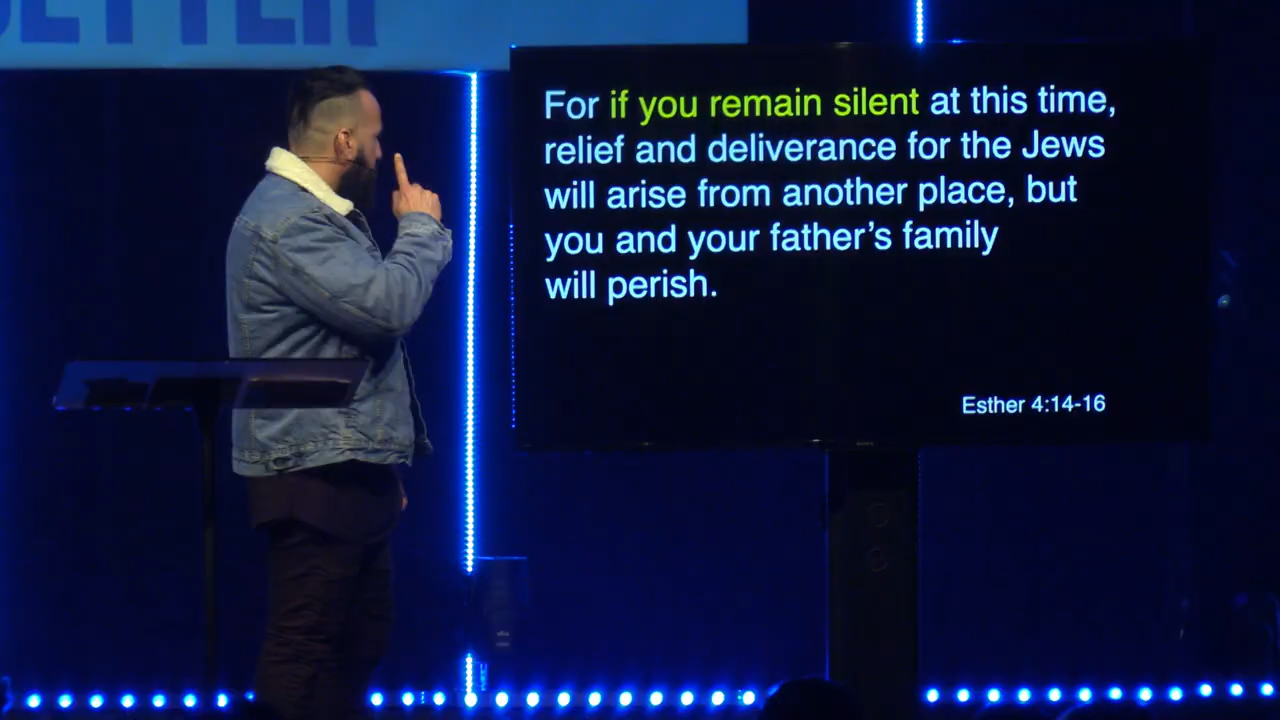 For if you remain silent at this time,
relief and deliverance for the Jews
will arise from another place, but
you and your father's family
will perish.
Esther 4:14-16